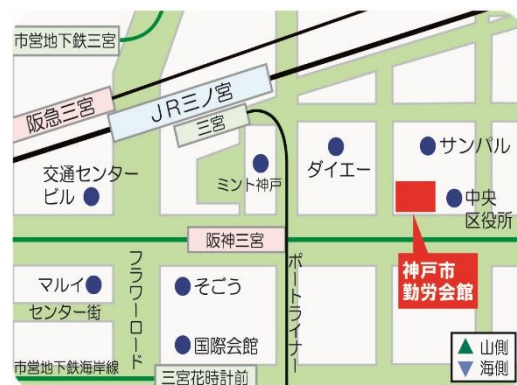 市営地下鉄三宮
阪急三宮
JR三ノ宮
三宮
交通センター
ビル
ミント神戸
ダイエー
サンパル
中央
区役所
阪神三宮
神戸市
勤労会館
マルイ
センター街
フラワーロード
そごう
国際会館
ポートライナー
市営地下鉄海岸線
三宮花時計前
山側
海側